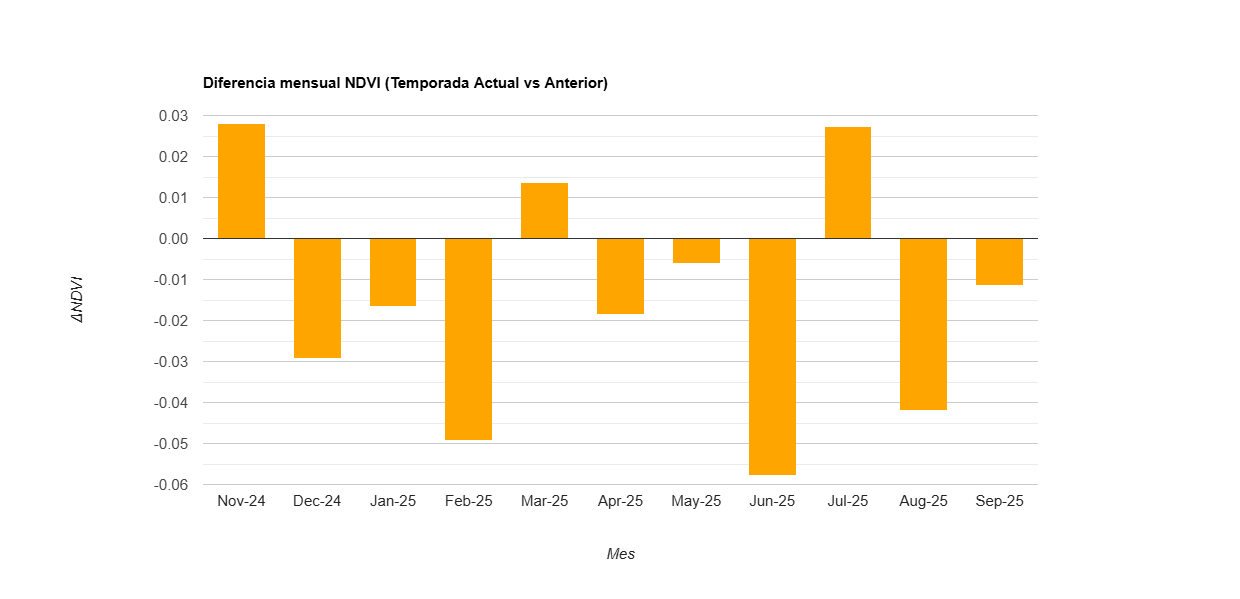 Diferencia mensual NDVI (Temporada Actual vs Anterior)
0.03
0.02
0.01
0.00
-0.01
-0.02
-0.03
-0.04
-0.05
-0.06
ΔNDVI
Nov-24 Dec-24 Jan-25 Feb-25 Mar-25 Apr-25 May-25 Jun-25 Jul-25 Aug-25 Sep-25
Mes